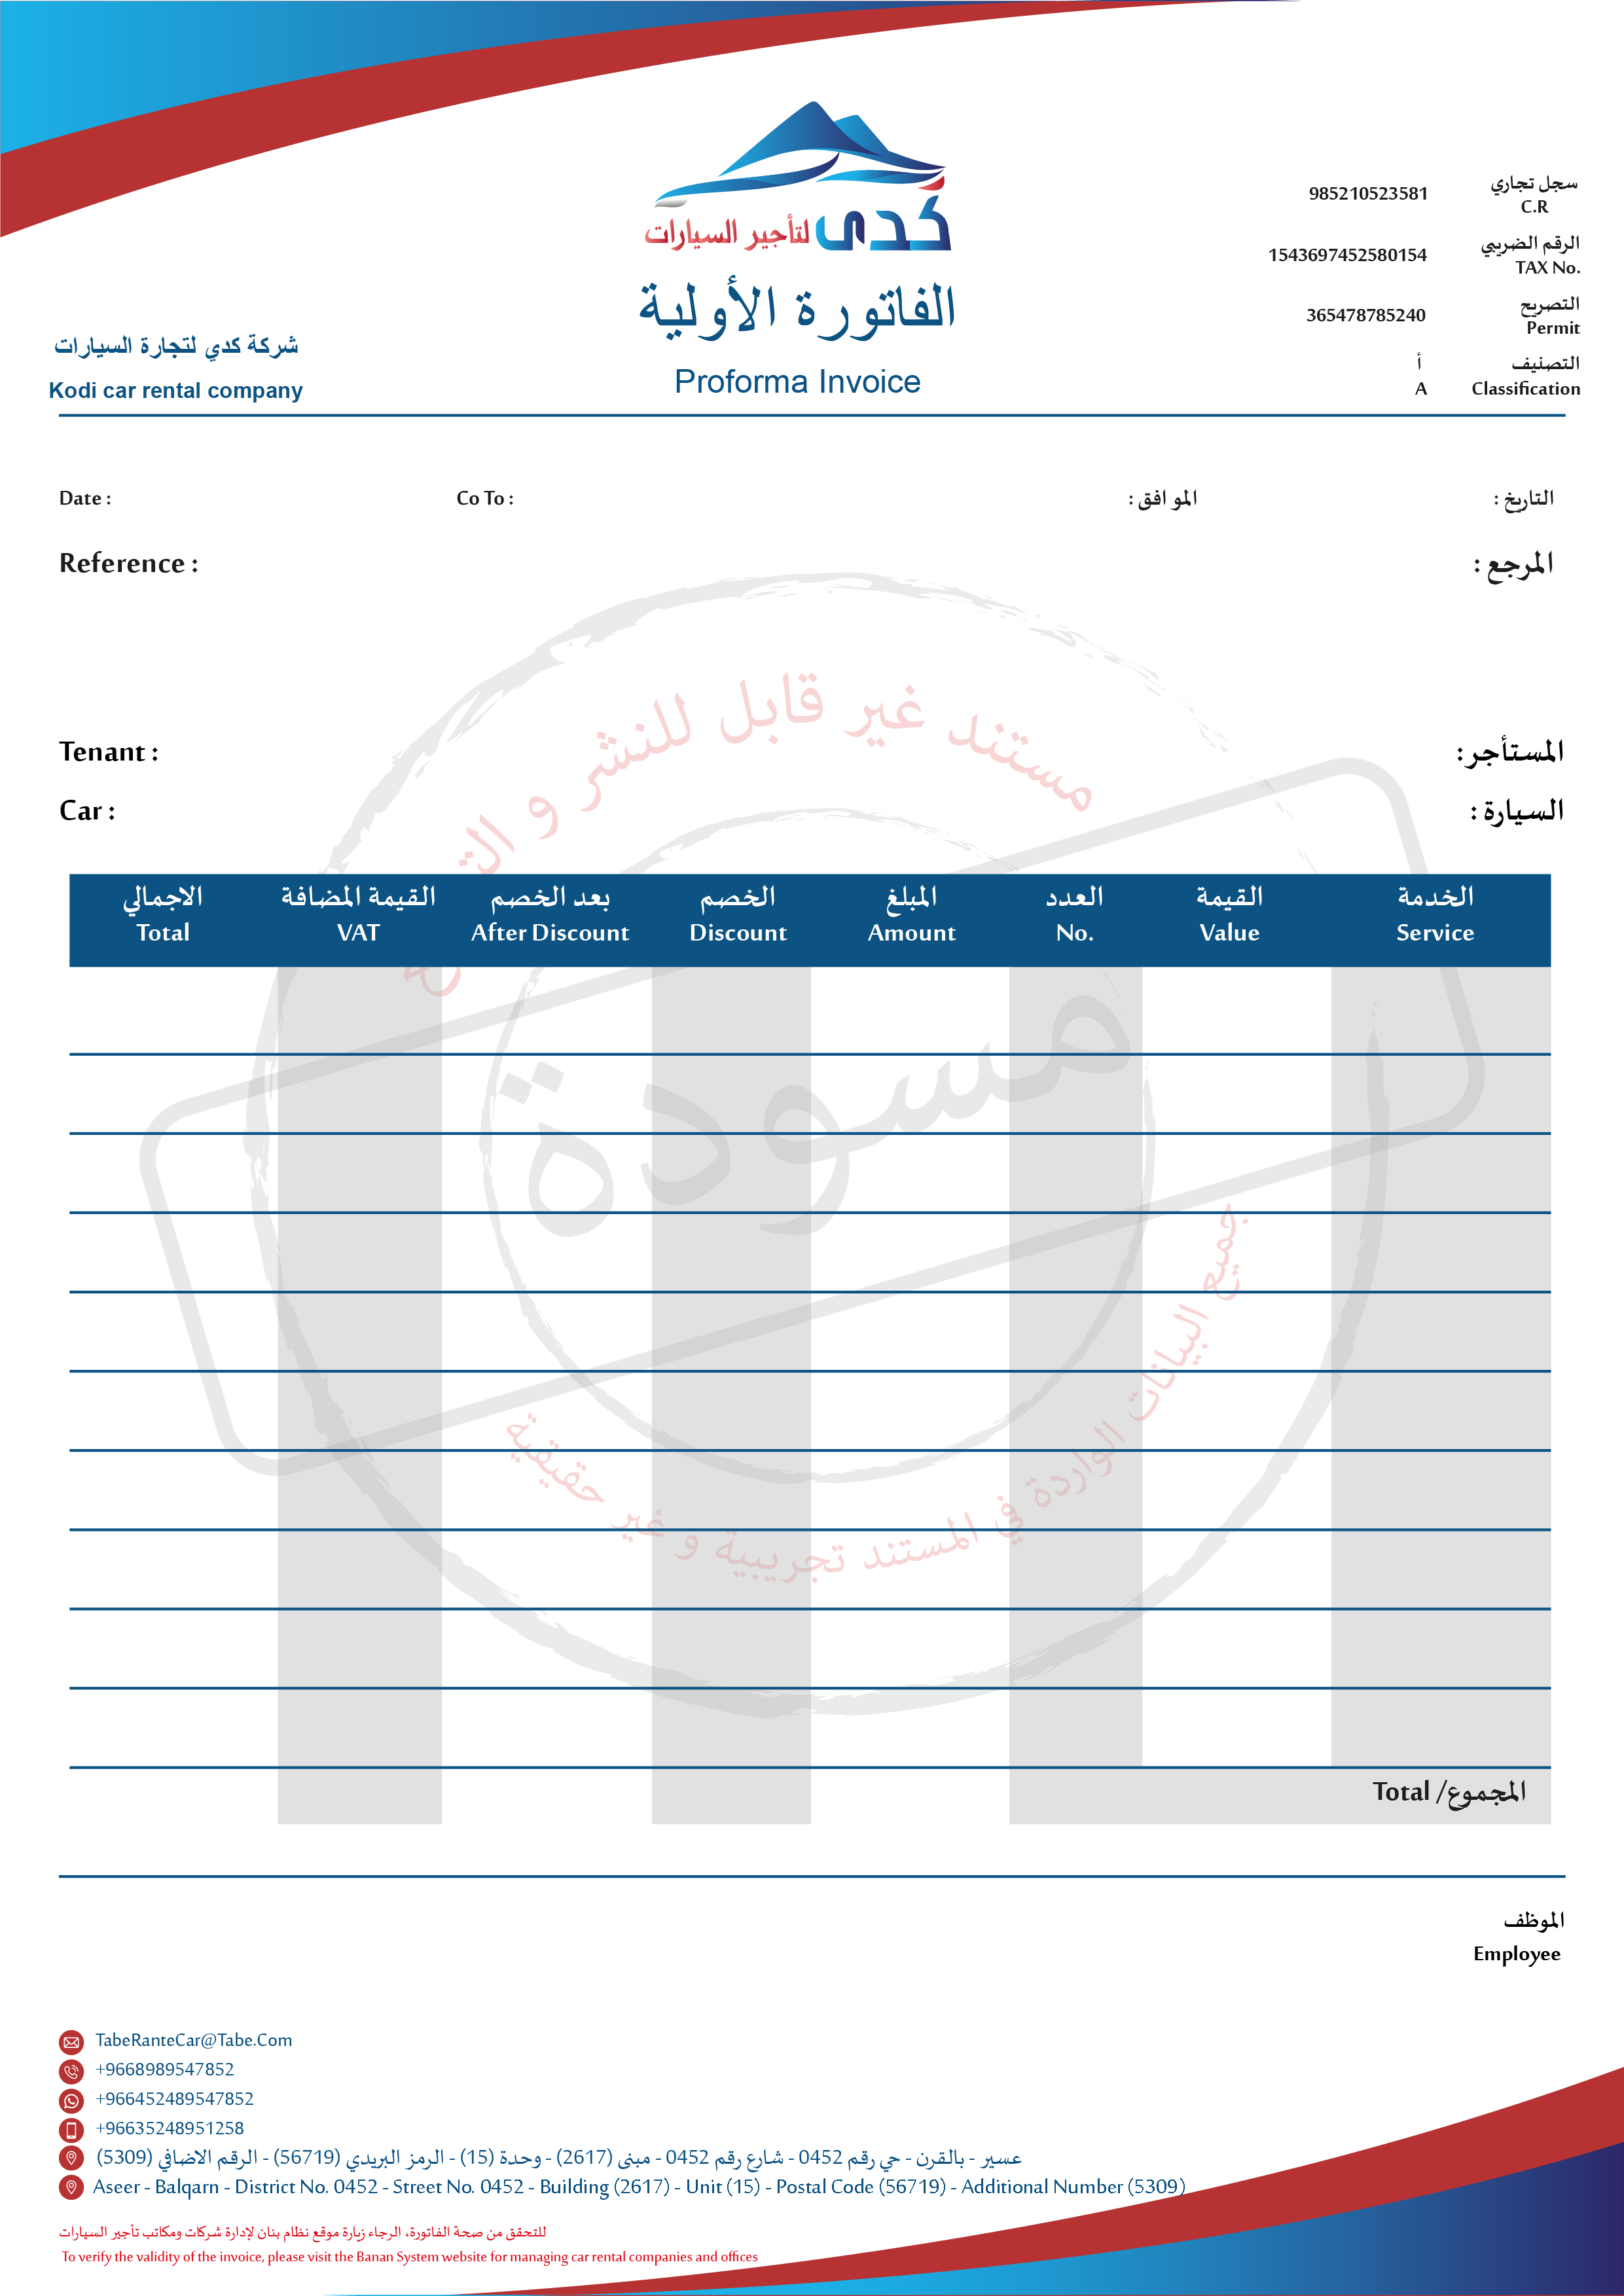 كدى لتأجير السيارات
الفاتورة الأولية
Proforma Invoice
سجل تجاري
C.R
985210523581
الرقم الضريبي
TAX No.
1543697452580154
التصريح
Permit
365478785240
التصنيف
Classification
أ
A
شركة كدي لتجارة السيارات
Kodi car rental company
التاريخ :
الموافق :
Co To :
Date :
المرجع :
Reference :
مستند غير قابل للنشر و
المستأجر:
Tenant :
السيارة :
Car :
الخدمة القيمة العدد المبلغ الخصم بعد الخصم القيمة المضافة الاجمالي
Service Value No. Amount Discount After Discount VAT Total
مسودة
جميع البيانات الواردة في المستند تجريبية و غير حقيقية
المجموع/ Total
الموظف
Employee
TabeRanteCar@Tabe.Com
+9668989547852
+966452489547852
+96635248951258
عسير - بالقرن - حي رقم 0452 - شارع رقم 0452 - مبنى (2617) - وحدة (15) - الرمز البريدي (56719) - الرقم الاضافي (5309)
Aseer - Balqarn - District No. 0452 - Street No. 0452 - Building (2617) - Unit (15) - Postal Code (56719) - Additional Number (5309)
للتحقق من صحة الفاتورة، الرجاء زيارة موقع نظام بنان لإدارة شركات ومكاتب تأجير السيارات
To verify the validity of the invoice, please visit the Banan System website for managing car rental companies and offices